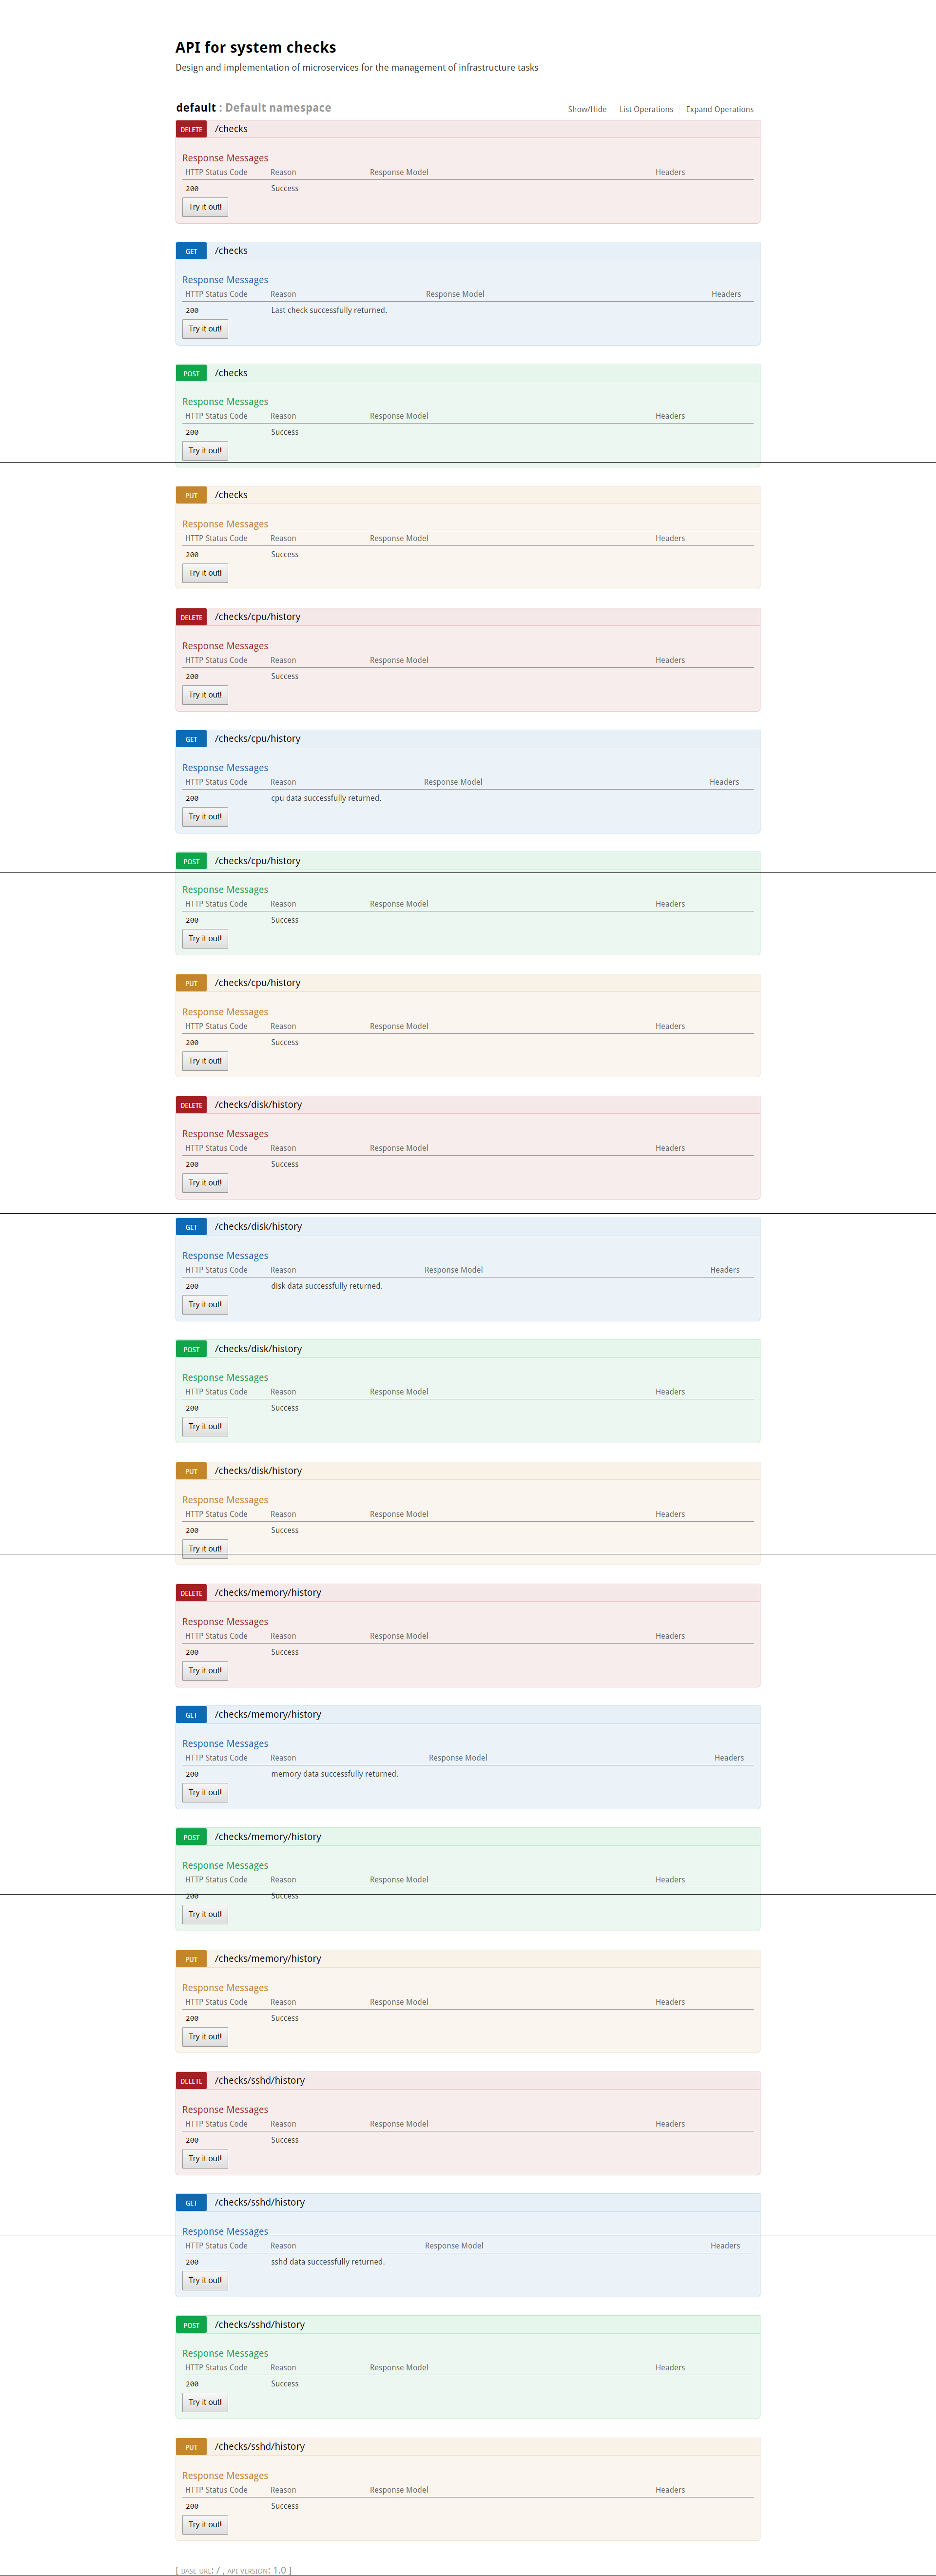 API for system checks
Design and implementation of microservices for the management of infrastructure tasks
default : Default namespace Show/Hide List Operations Expand Operations
DELETE /checks
Response Messages
HTTP Status Code Reason Response Model Headers
200 Success
Try it out!
GET /checks
Response Messages
HTTP Status Code Reason Response Model Headers
200 Last check successfully returned.
Try it out!
POST /checks
Response Messages
HTTP Status Code Reason Response Model Headers
200 Success
Try it out!
PUT /checks
Response Messages
HTTP Status Code Reason Response Model Headers
200 Success
Try it out!
DELETE /checks/cpu/history
Response Messages
HTTP Status Code Reason Response Model Headers
200 Success
Try it out!
GET /checks/cpu/history
Response Messages
HTTP Status Code Reason Response Model Headers
200 cpu data successfully returned.
Try it out!
POST /checks/cpu/history
Response Messages
HTTP Status Code Reason Response Model Headers
200 Success
Try it out!
PUT /checks/cpu/history
Response Messages
HTTP Status Code Reason Response Model Headers
200 Success
Try it out!
DELETE /checks/disk/history
Response Messages
HTTP Status Code Reason Response Model Headers
200 Success
Try it out!
GET /checks/disk/history
Response Messages
HTTP Status Code Reason Response Model Headers
200 disk data successfully returned.
Try it out!
POST /checks/disk/history
Response Messages
HTTP Status Code Reason Response Model Headers
200 Success
Try it out!
PUT /checks/disk/history
Response Messages
HTTP Status Code Reason Response Model Headers
200 Success
Try it out!
DELETE /checks/memory/history
Response Messages
HTTP Status Code Reason Response Model Headers
200 Success
Try it out!
GET /checks/memory/history
Response Messages
HTTP Status Code Reason Response Model Headers
200 memory data successfully returned.
Try it out!
POST /checks/memory/history
Response Messages
HTTP Status Code Reason Response Model Headers
200 Success
Try it out!
PUT /checks/memory/history
Response Messages
HTTP Status Code Reason Response Model Headers
200 Success
Try it out!
DELETE /checks/sshd/history
Response Messages
HTTP Status Code Reason Response Model Headers
200 Success
Try it out!
GET /checks/sshd/history
Response Messages
HTTP Status Code Reason Response Model Headers
200 sshd data successfully returned.
Try it out!
POST /checks/sshd/history
Response Messages
HTTP Status Code Reason Response Model Headers
200 Success
Try it out!
PUT /checks/sshd/history
Response Messages
HTTP Status Code Reason Response Model Headers
200 Success
Try it out!
[ BASE URL: / , API VERSION: 1.0 ]